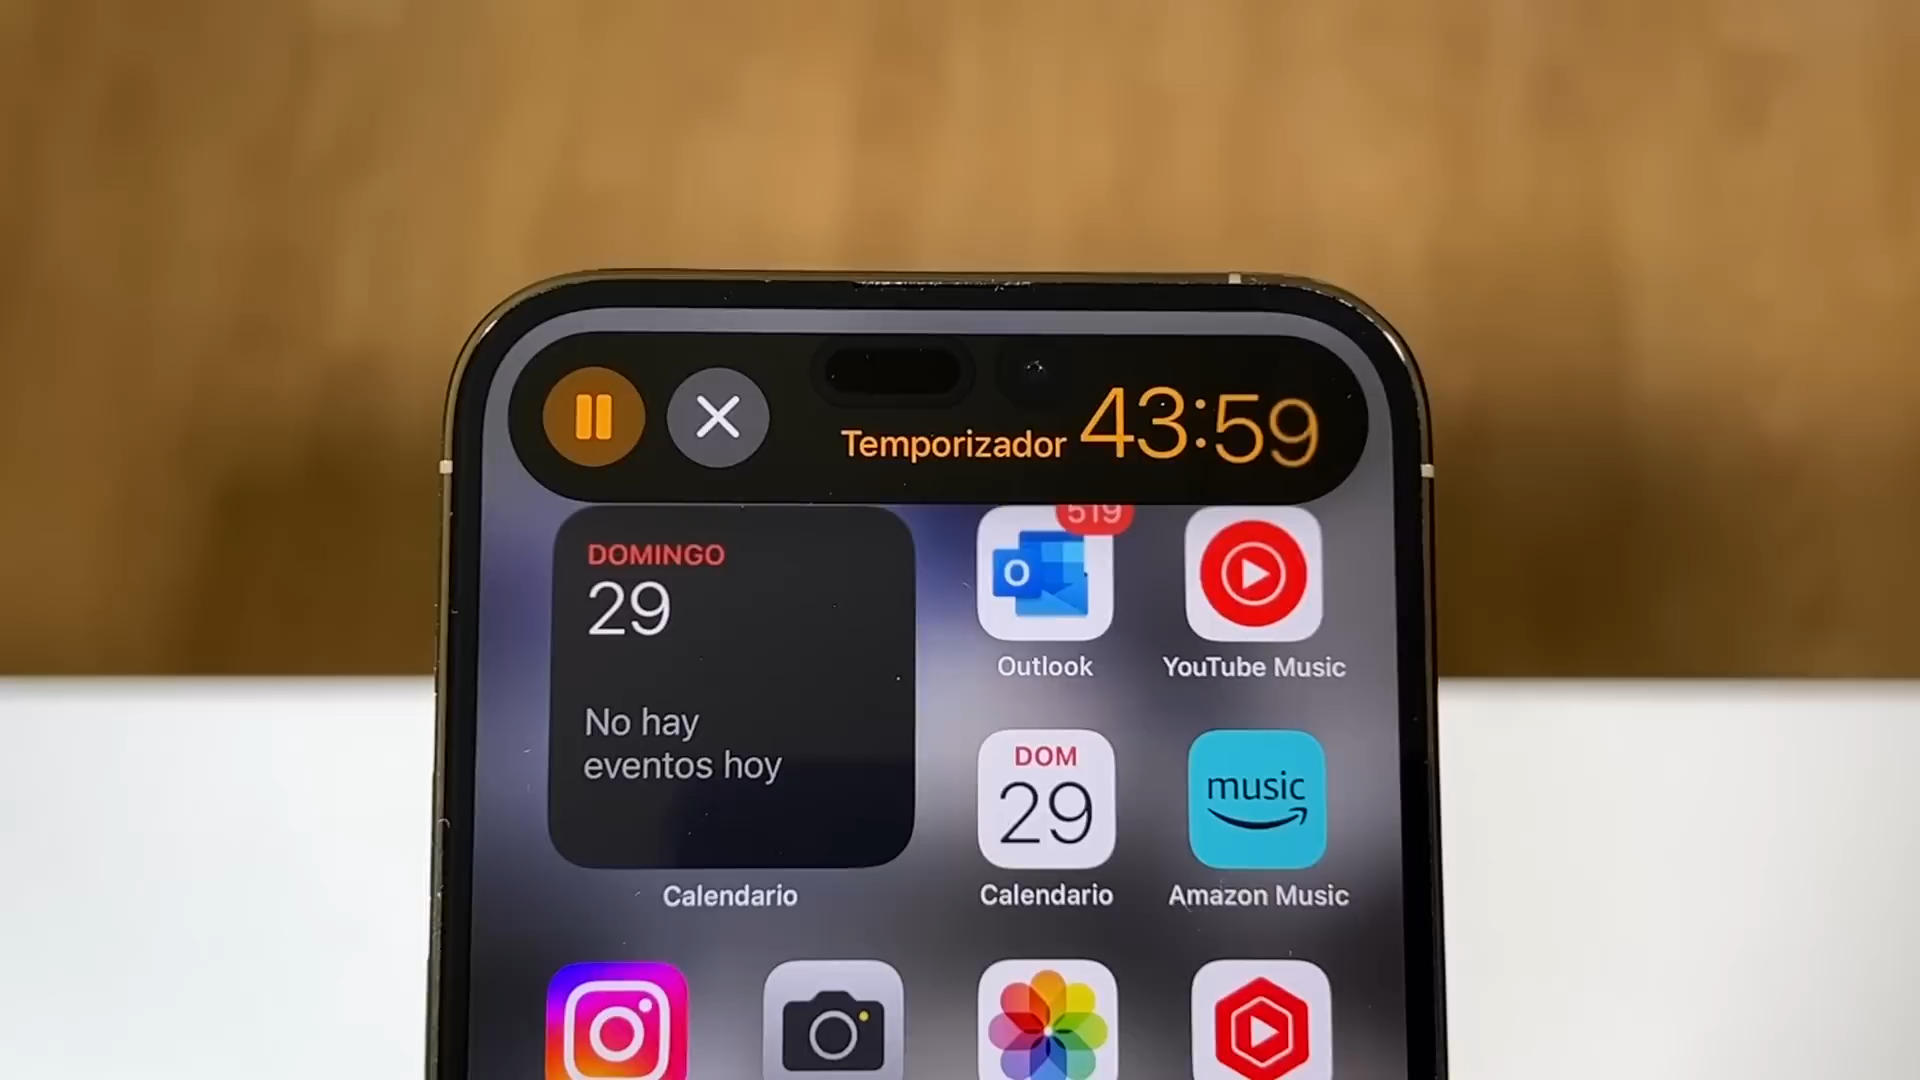 Temporizador 43:59
519
DOMINGO
29
No hay
eventos hoy
Calendario
O
Outlook
YouTube Music
DOM
29
Calendario
music
Amazon Music